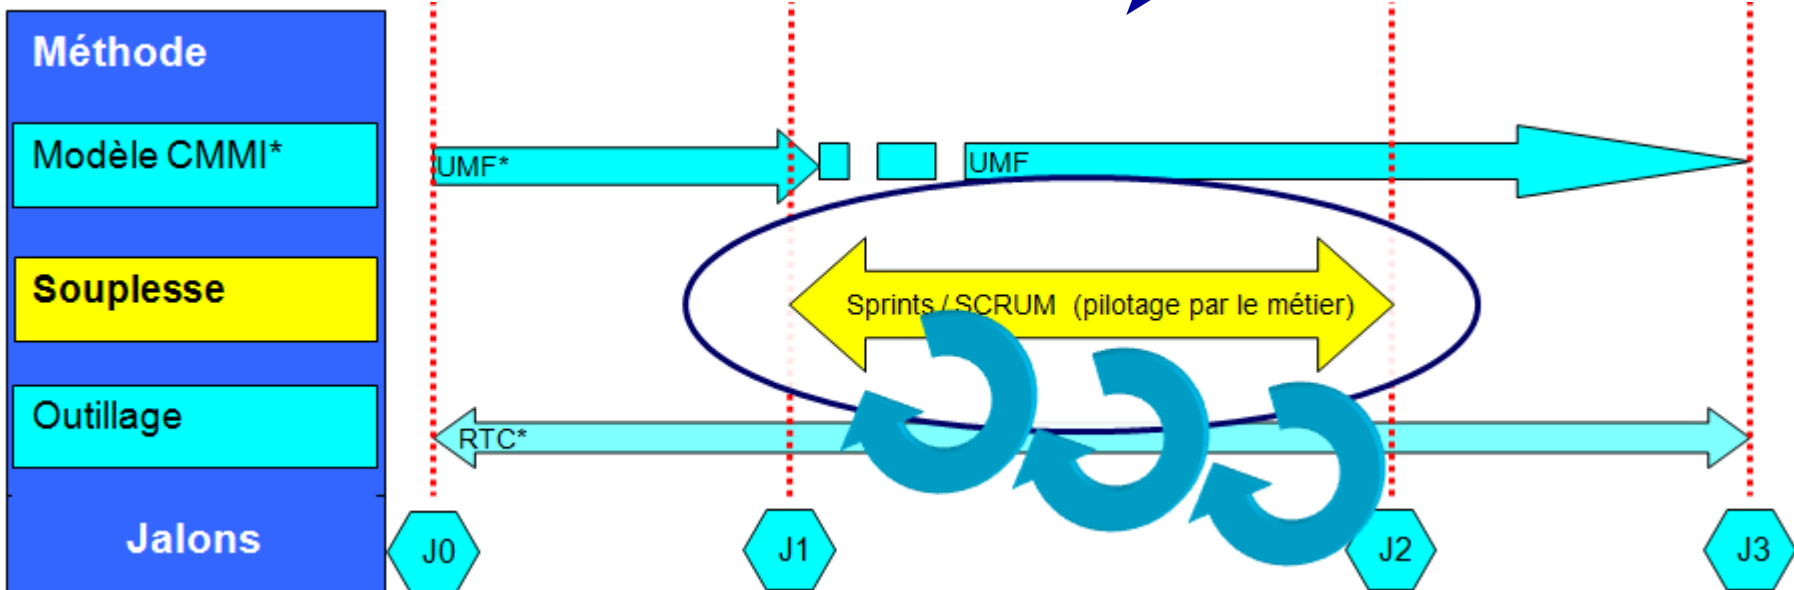 Méthode
Modèle CMMI*
UMF*
UMF
Souplesse
Sprints / SCRUM (pilotage par le métier)
Outillage
RTC*
Jalons
J0
J1
J2
J3